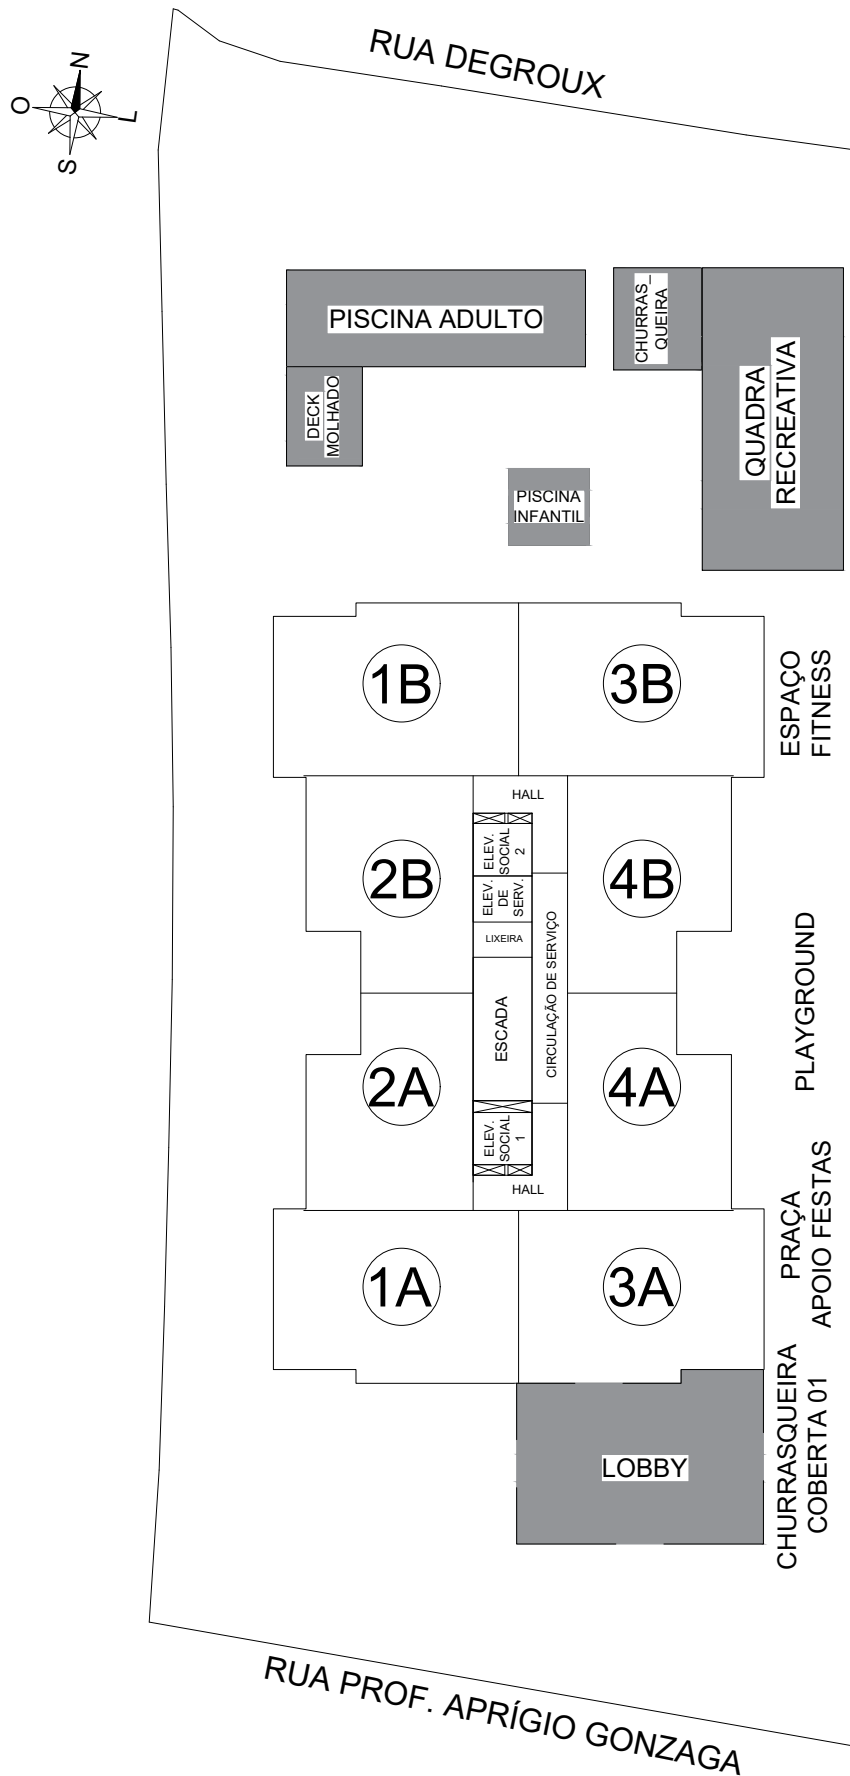 RUA DEGROUX
N
O
L
S
PISCINA ADULTO
CHURRAS_
QUEIRA
DECK
MOLHADO
QUADRA
RECREATIVA
PISCINA
INFANTIL
1B
3B
ESPAÇO
FITNESS
HALL
ELEV.
SOCIAL
2
2B
4B
ELEV.
DE
SERV.
LIXEIRA
CIRCULAÇÃO DE SERVIÇO
PLAYGROUND
ESCADA
2A
4A
ELEV.
SOCIAL
1
HALL
PRAÇA
APOIO FESTAS
1A
3A
CHURRASQUEIRA
COBERTA 01
LOBBY
RUA PROF. APRÍGIO GONZAGA